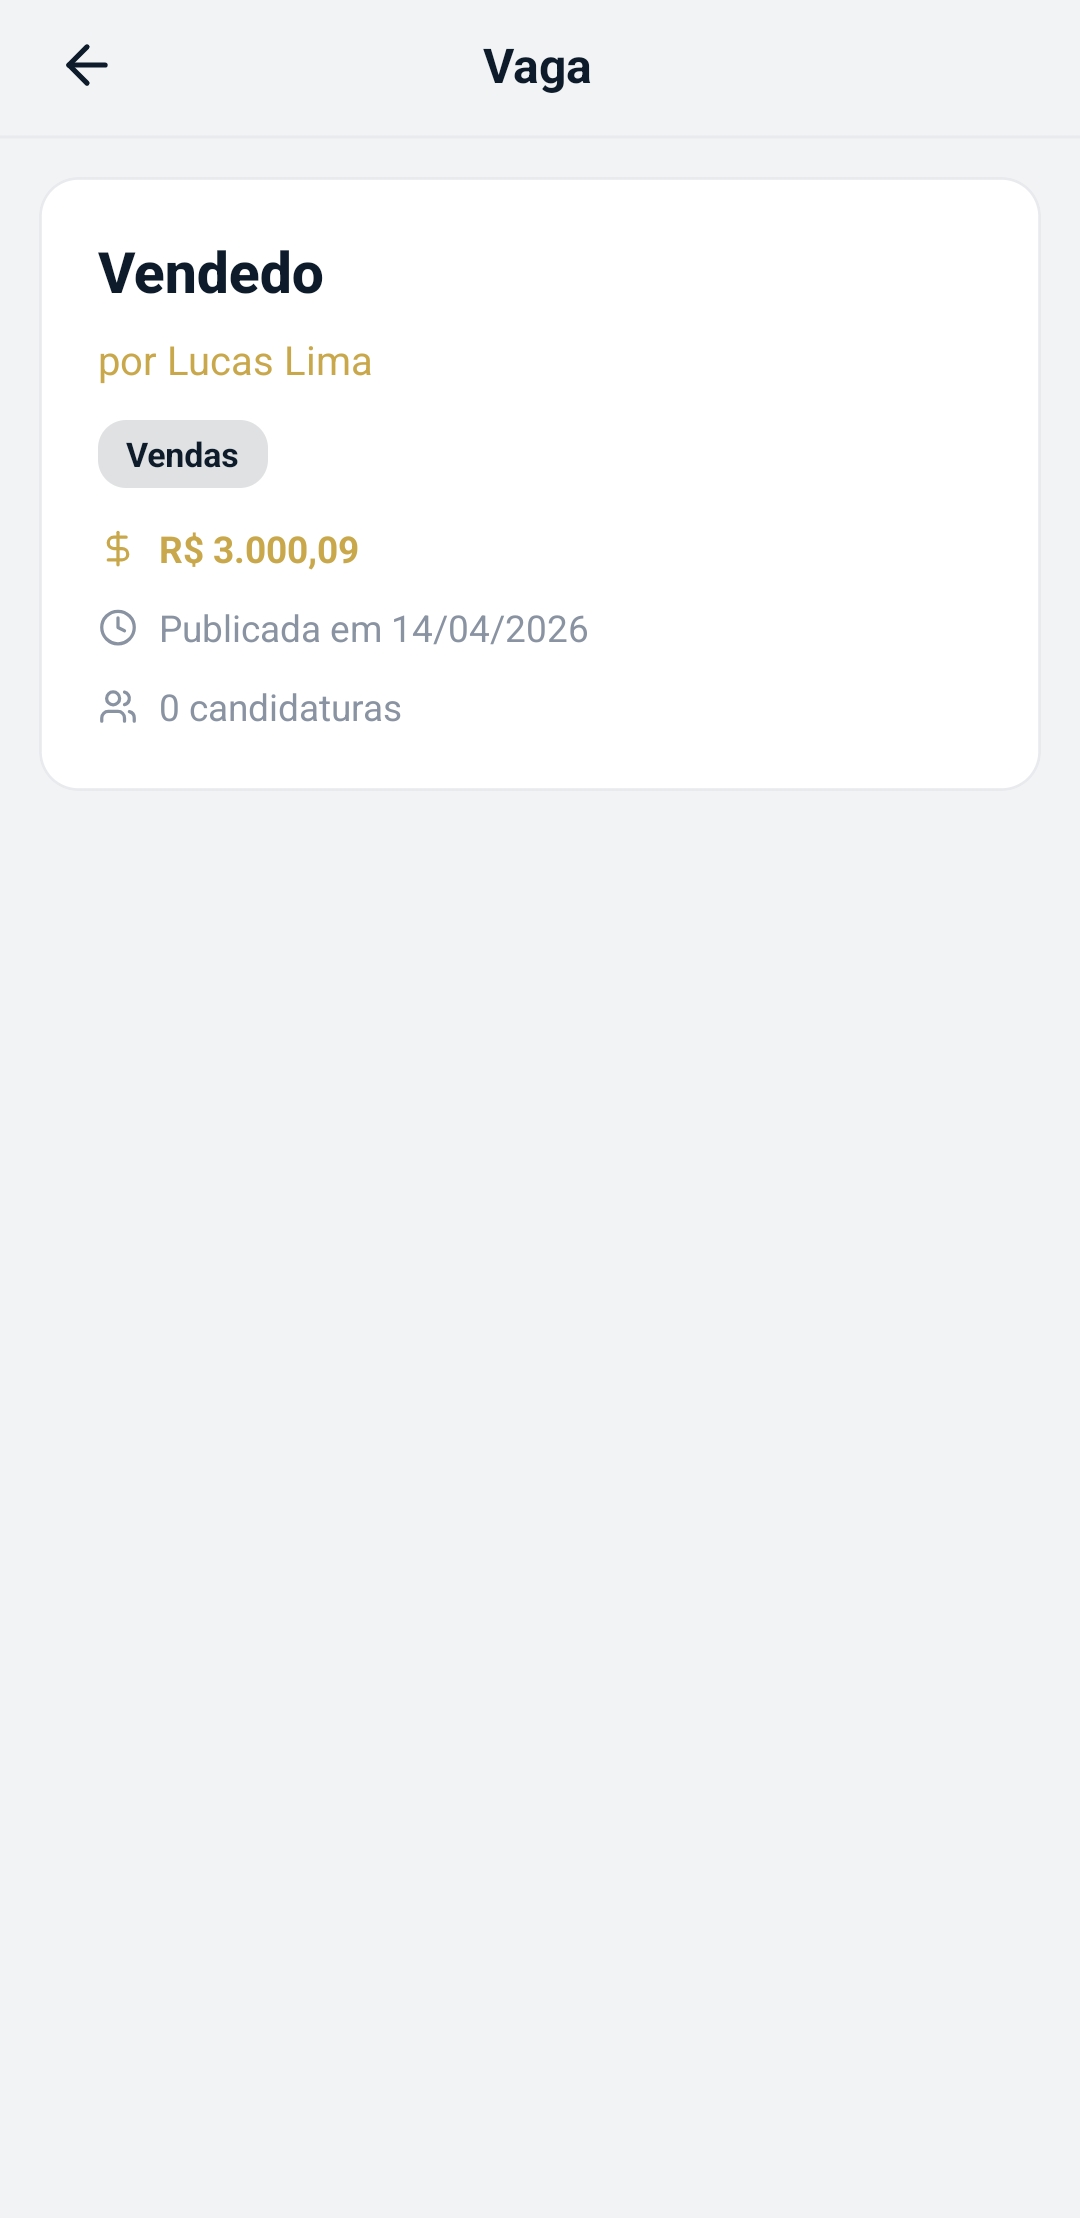 Vaga
Vendedo
por Lucas Lima
Vendas
R$ 3.000,09
Publicada em 14/04/2026
0 candidaturas